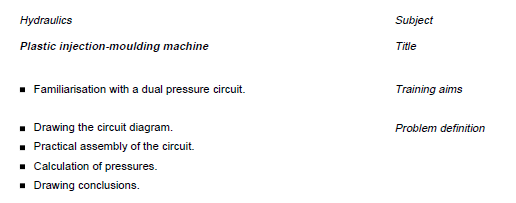 Hydraulics Subject
Plastic injection-moulding machine Title
■ Familiarisation with a dual pressure circuit. Training aims
■ Drawing the circuit diagram. Problem definition
■ Practical assembly of the circuit.
■ Calculation of pressures.
■ Drawing conclusions.